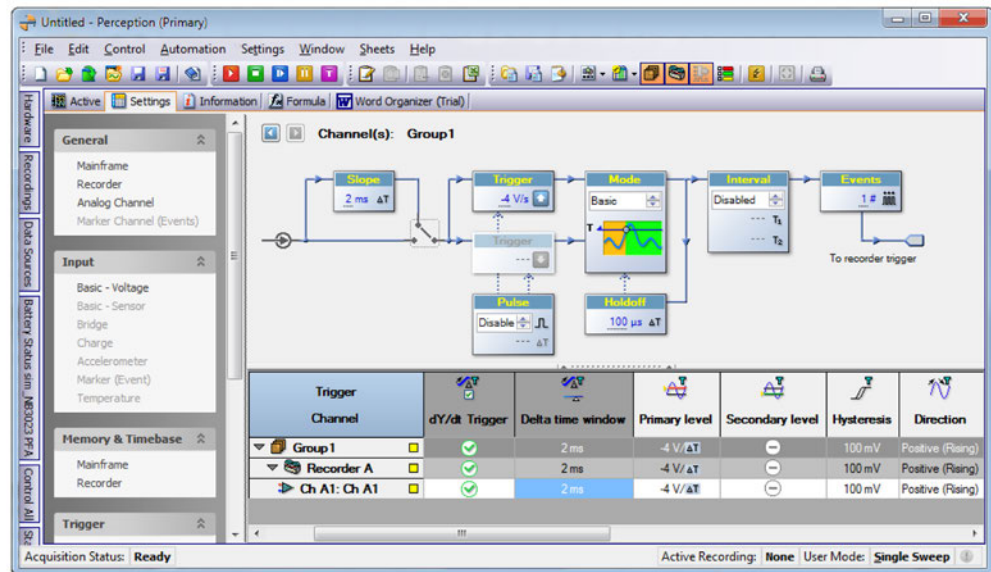 Untitled - Perception (Primary)
File Edit Control Automation Settings Window Sheets Help
Active Settings Information Formula Word Organizer (Trial)
Hardware
Recordings
Data Sources
Battery Status sim_NB3023.PFA
Control All
General
Mainframe
Recorder
Analog Channel
Marker Channel (Events)
Input
Basic - Voltage
Basic - Sensor
Bridge
Charge
Accelerometer
Marker (Event)
Temperature
Memory & Timebase
Mainframe
Recorder
Trigger
Channel(s): Group1
Slope
2 ms ΔT
Trigger
-4 V/s
Trigger
---
Pulse
Disable
--- ΔT
Mode
Basic
T
Holdoff
100 µs ΔT
Interval
Disabled
--- T1
--- T2
Events
1 #
To recorder trigger
Trigger Channel dY/dt Trigger Delta time window Primary level Secondary level Hysteresis Direction
Group1 2 ms -4 V/ΔT 100 mV Positive (Rising)
Recorder A 2 ms -4 V/ΔT 100 mV Positive (Rising)
Ch A1: Ch A1 2 ms -4 V/ΔT 100 mV Positive (Rising)
Acquisition Status: Ready Active Recording: None User Mode: Single Sweep